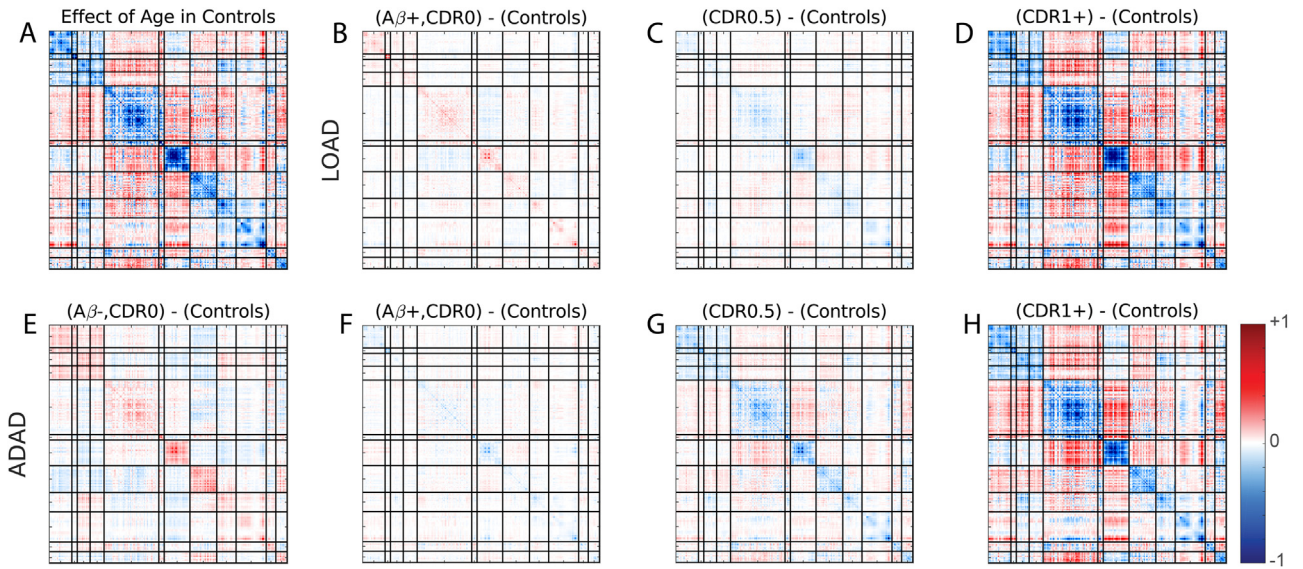 A
Effect of Age in Controls
B
(Aβ+,CDR0) - (Controls)
C
(CDR0.5) - (Controls)
D
(CDR1+) - (Controls)
LOAD
E
(Aβ-,CDR0) - (Controls)
F
(Aβ+,CDR0) - (Controls)
G
(CDR0.5) - (Controls)
H
(CDR1+) - (Controls)
ADAD
+1
0
-1